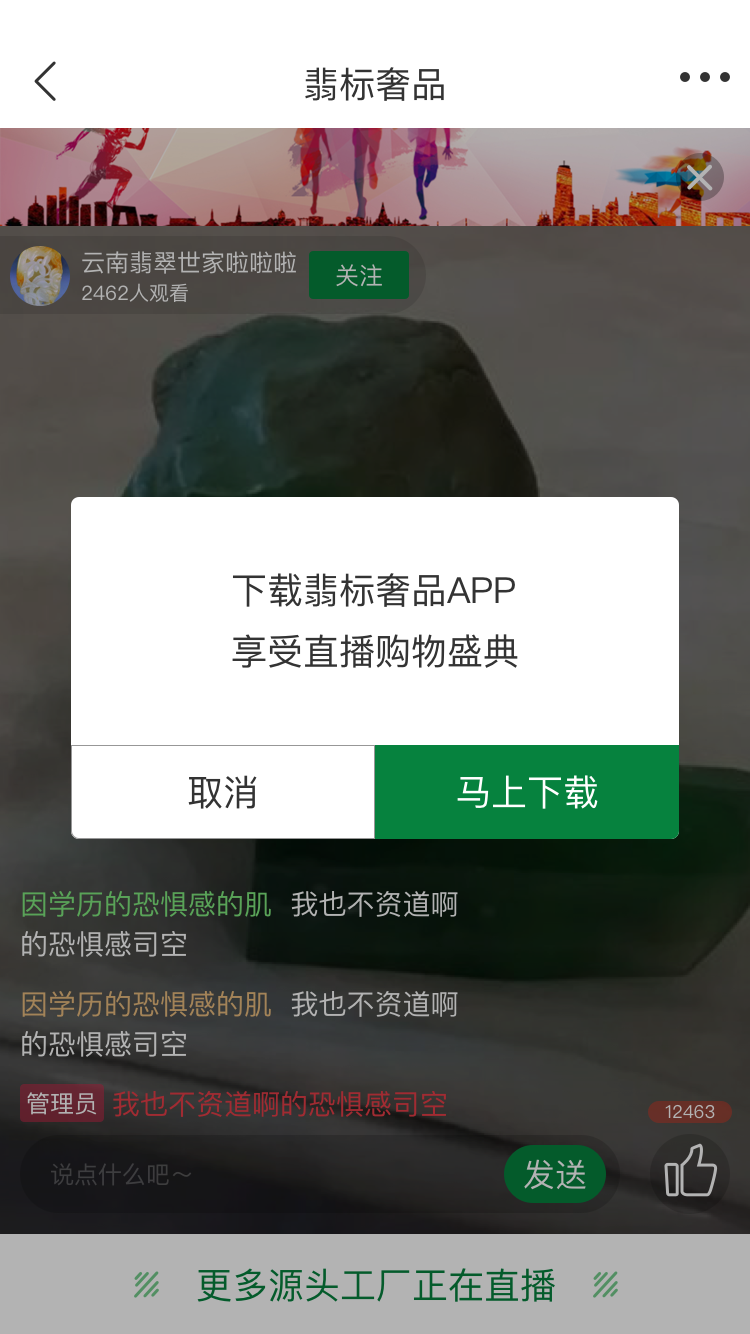 翡标奢品
云南翡翠世家啦啦啦
2462人观看
关注
下载翡标奢品APP
享受直播购物盛典
取消
马上下载
因学历的恐惧感的肌 我也不资道啊
的恐惧感司空
因学历的恐惧感的肌 我也不资道啊
的恐惧感司空
管理员 我也不资道啊的恐惧感司空
12463
说点什么吧~
发送
更多源头工厂正在直播